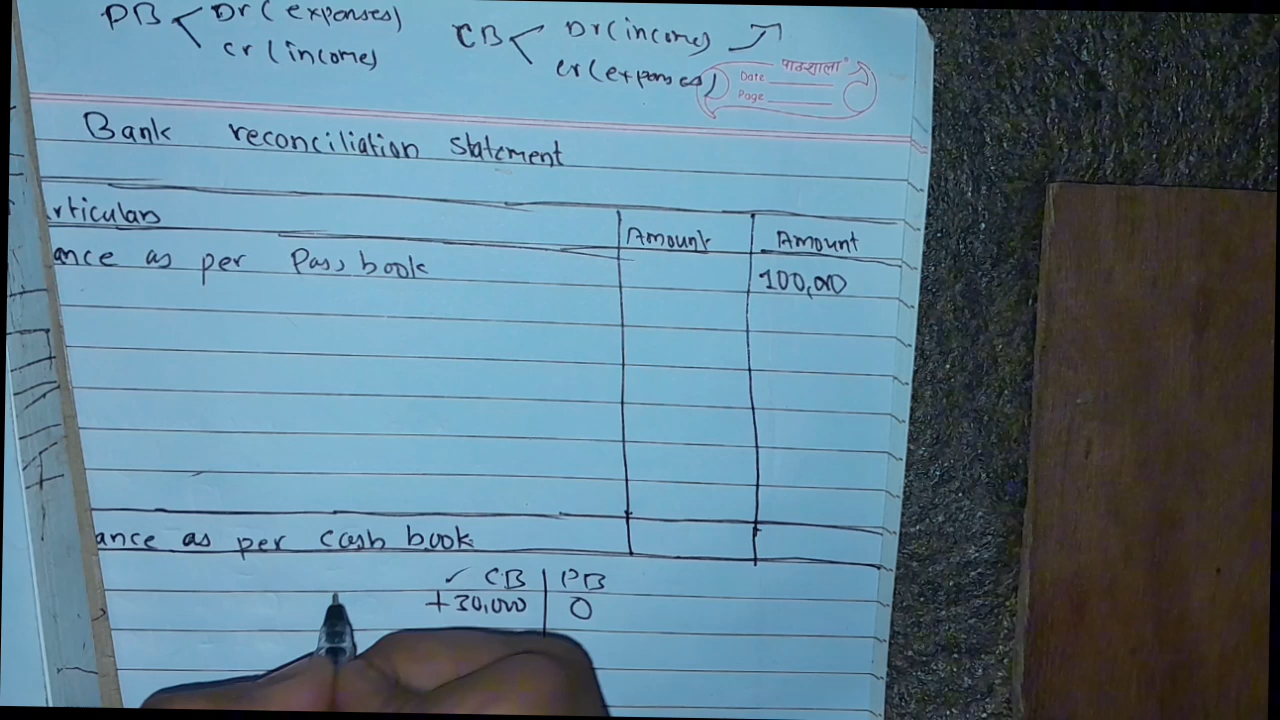 PB Dr (expenses) CB Dr (income)
cr (income) cr (expenses)
पाठशाला
Date
Page
Bank reconciliation statement
rticulars Amount Amount
ance as per Pass book 100,000
ance as per cash book
✓ CB PB
+30,000 0